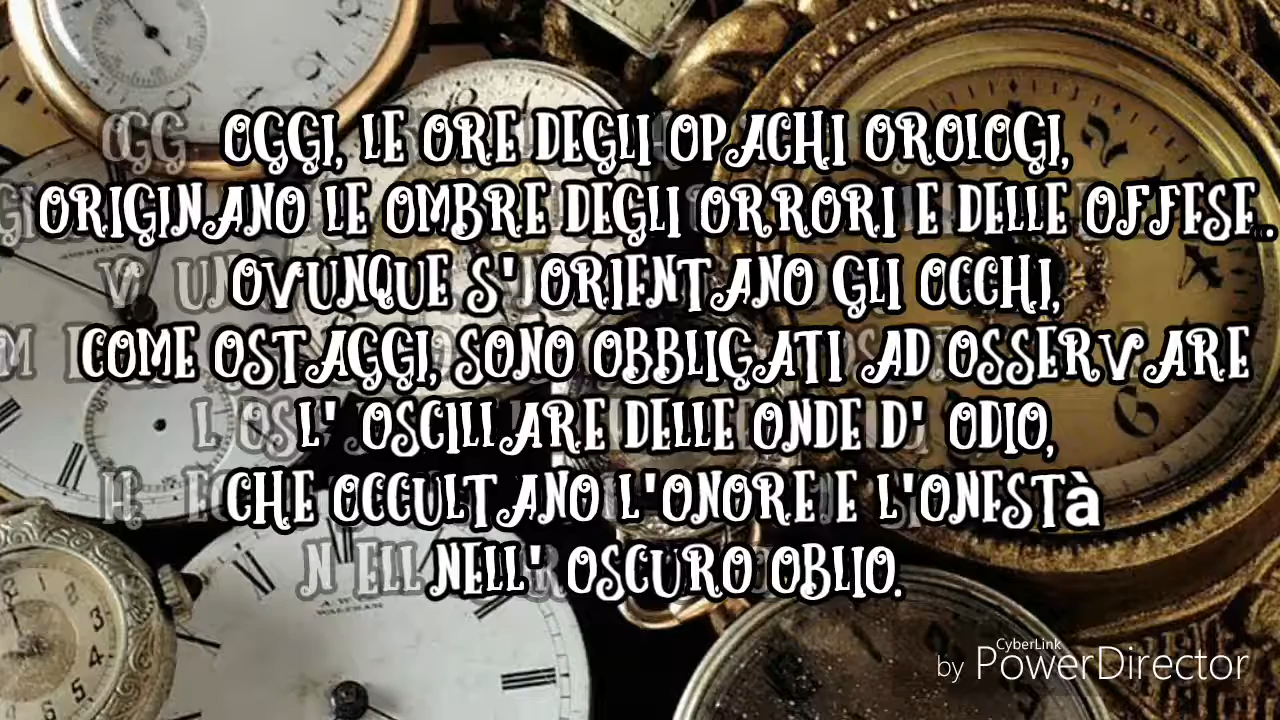 OGGI, LE ORE DEGLI OPACHI OROLOGI,
ORIGINANO LE OMBRE DEGLI ORRORI E DELLE OFFESE..
OVUNQUE S'ORIENTANO GLI OCCHI,
COME OSTAGGI, SONO OBBLIGATI AD OSSERVARE
L' OSCILLARE DELLE ONDE D' ODIO,
CHE OCCULTANO L'ONORE E L'ONESTà
NELL' OSCURO OBLIO.
CyberLink
by PowerDirector